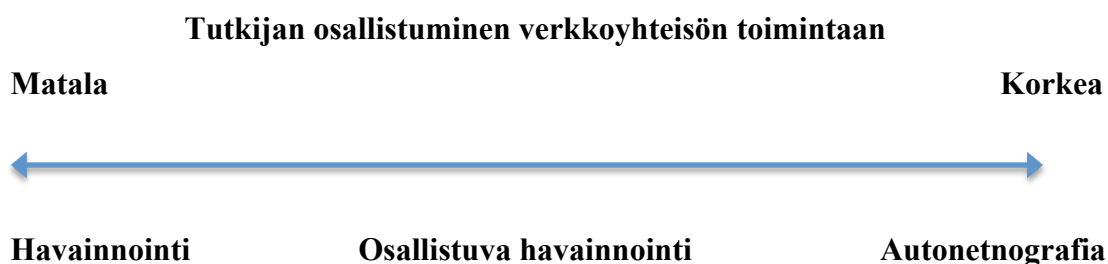 Tutkijan osallistuminen verkkoyhteisön toimintaan
Matala Korkea
Havainnointi Osallistuva havainnointi Autonetnografia